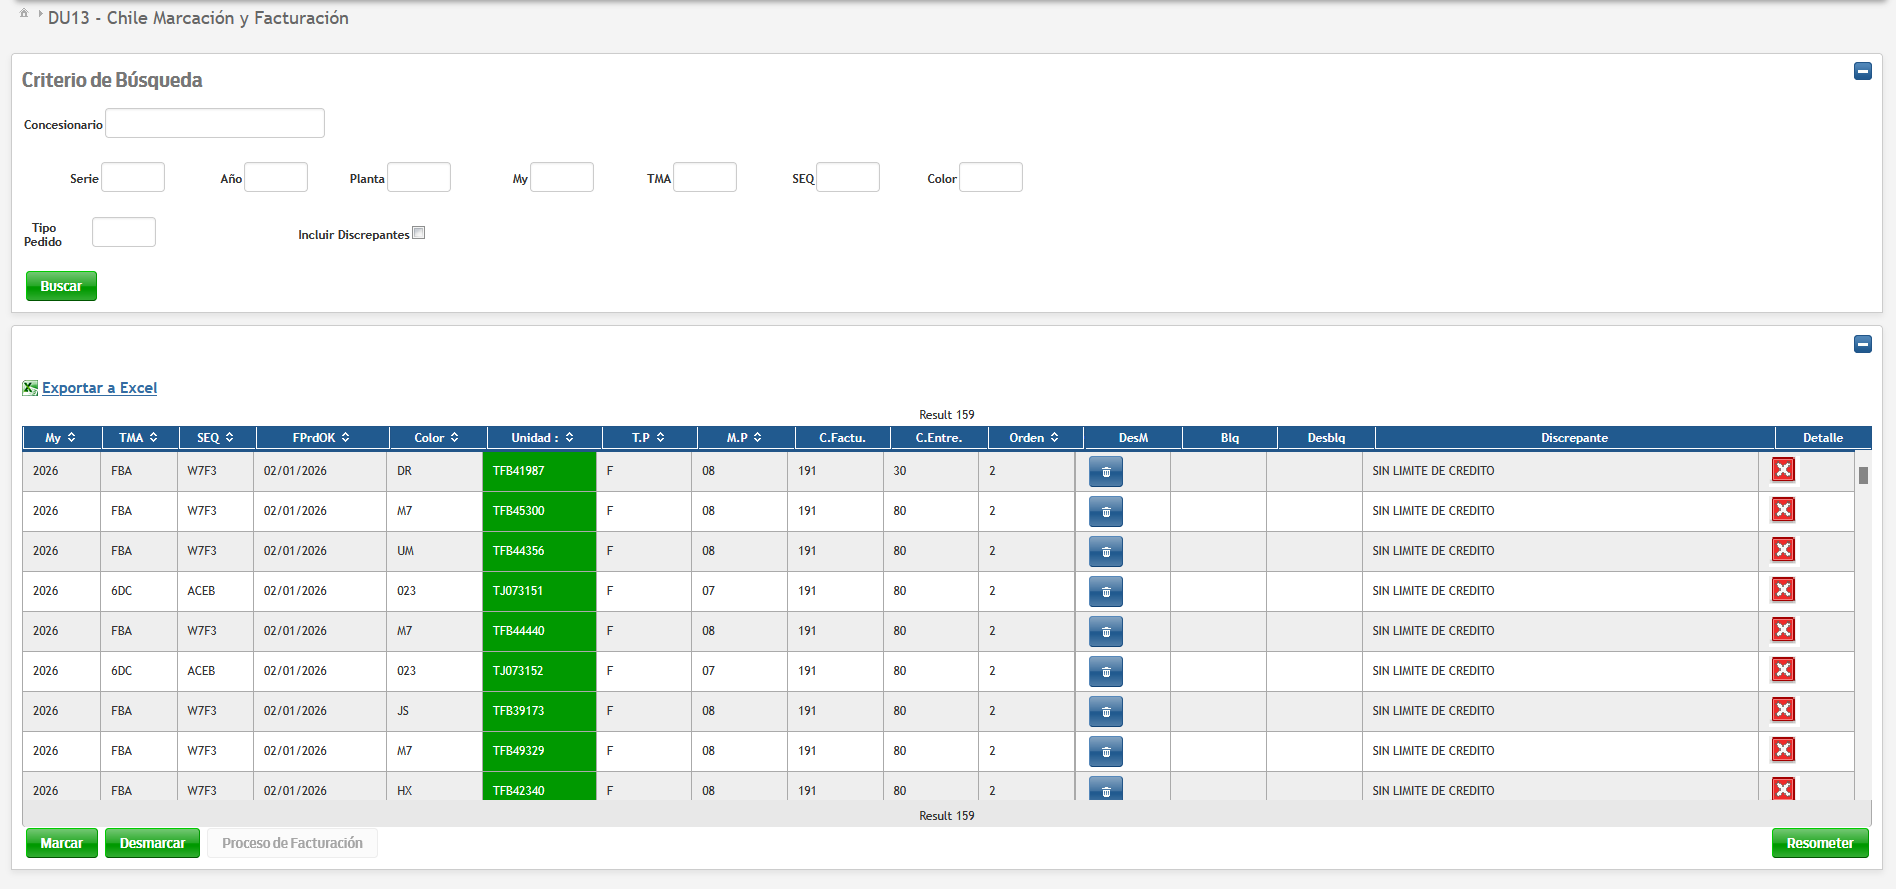 DU13 - Chile Marcación y Facturación
Criterio de Búsqueda
Concesionario
Serie Año Planta My TMA SEQ Color
Tipo Pedido Incluir Discrepantes
Buscar
Exportar a Excel
Result 159
My TMA SEQ FPrdOK Color Unidad : T.P M.P C.Factu. C.Entre. Orden DesM Blq Desblq Discrepante Detalle
2026 FBA W7F3 02/01/2026 DR TFB41987 F 08 191 30 2 SIN LIMITE DE CREDITO
2026 FBA W7F3 02/01/2026 M7 TFB45300 F 08 191 80 2 SIN LIMITE DE CREDITO
2026 FBA W7F3 02/01/2026 UM TFB44356 F 08 191 80 2 SIN LIMITE DE CREDITO
2026 6DC ACEB 02/01/2026 023 TJ073151 F 07 191 80 2 SIN LIMITE DE CREDITO
2026 FBA W7F3 02/01/2026 M7 TFB44440 F 08 191 80 2 SIN LIMITE DE CREDITO
2026 6DC ACEB 02/01/2026 023 TJ073152 F 07 191 80 2 SIN LIMITE DE CREDITO
2026 FBA W7F3 02/01/2026 JS TFB39173 F 08 191 80 2 SIN LIMITE DE CREDITO
2026 FBA W7F3 02/01/2026 M7 TFB49329 F 08 191 80 2 SIN LIMITE DE CREDITO
2026 FBA W7F3 02/01/2026 HX TFB42340 F 08 191 80 2 SIN LIMITE DE CREDITO
Result 159
Marcar Desmarcar Proceso de Facturación Resometer